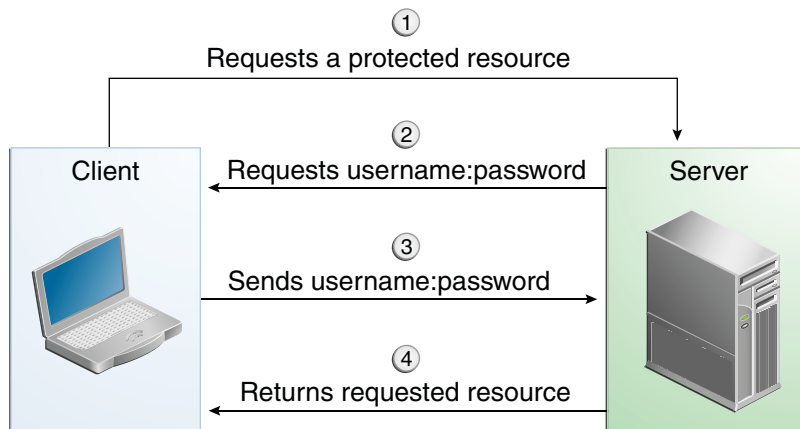 1
Requests a protected resource
2
Client
Requests username:password
Server
3
Sends username:password
4
Returns requested resource